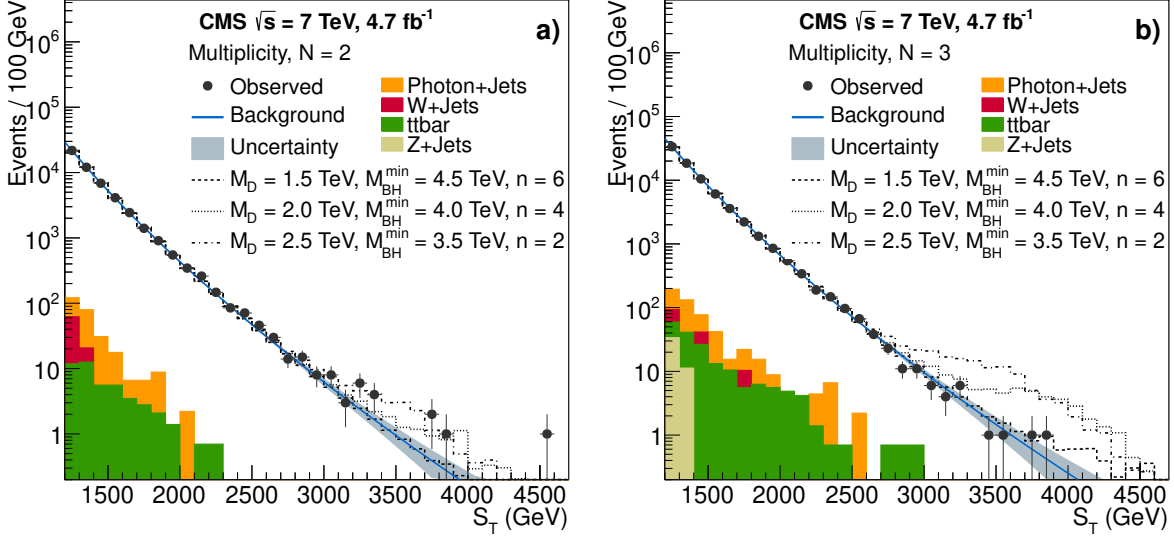 CMS √s = 7 TeV, 4.7 fb⁻¹
a)
Multiplicity, N = 2
Observed
Background
Uncertainty
Photon+Jets
W+Jets
ttbar
Z+Jets
M_D = 1.5 TeV, M_BH^min = 4.5 TeV, n = 6
M_D = 2.0 TeV, M_BH^min = 4.0 TeV, n = 4
M_D = 2.5 TeV, M_BH^min = 3.5 TeV, n = 2
Events / 100 GeV
10⁶
10⁵
10⁴
10³
10²
10
1
1500 2000 2500 3000 3500 4000 4500
S_T (GeV)
CMS √s = 7 TeV, 4.7 fb⁻¹
b)
Multiplicity, N = 3
Observed
Background
Uncertainty
Photon+Jets
W+Jets
ttbar
Z+Jets
M_D = 1.5 TeV, M_BH^min = 4.5 TeV, n = 6
M_D = 2.0 TeV, M_BH^min = 4.0 TeV, n = 4
M_D = 2.5 TeV, M_BH^min = 3.5 TeV, n = 2
Events / 100 GeV
10⁶
10⁵
10⁴
10³
10²
10
1
1500 2000 2500 3000 3500 4000 4500
S_T (GeV)